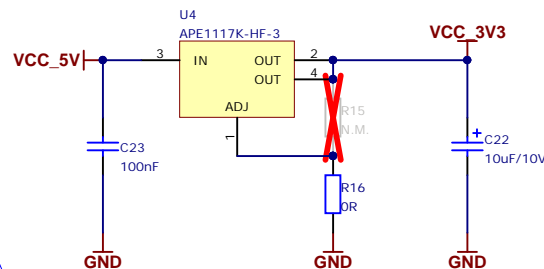 U4
APE1117K-HF-3
VCC_5V
3
IN
OUT
2
VCC_3V3
OUT
4
ADJ
1
R15
N.M.
C23
100nF
C22
10uF/10V
R16
0R
GND
GND
GND